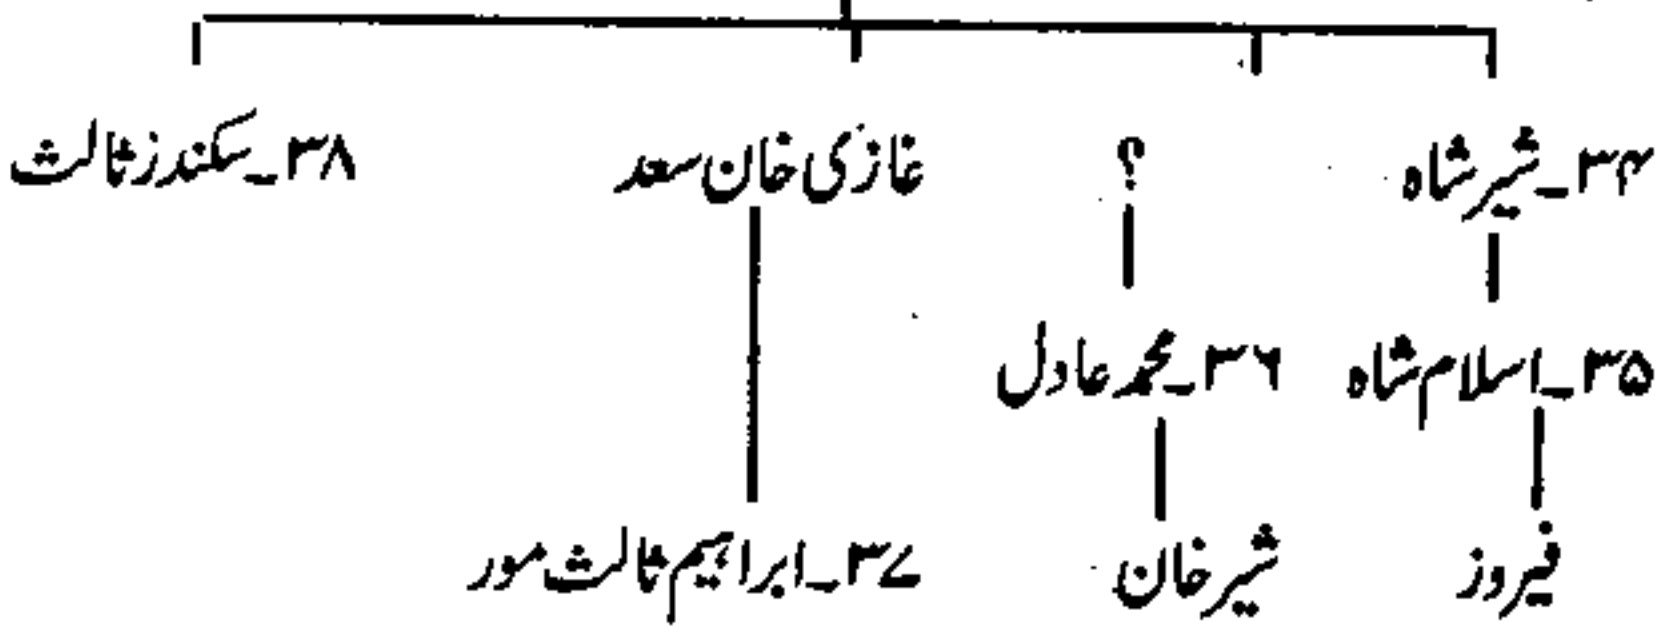 ۳۴۔شیر شاہ ؟ غازی خان سعد ۳۸۔سکندر ثالث
۳۵۔اسلام شاہ ۳۶۔محمد عادل
فیروز شیر خان ۳۷۔ابراہیم ثالث مور